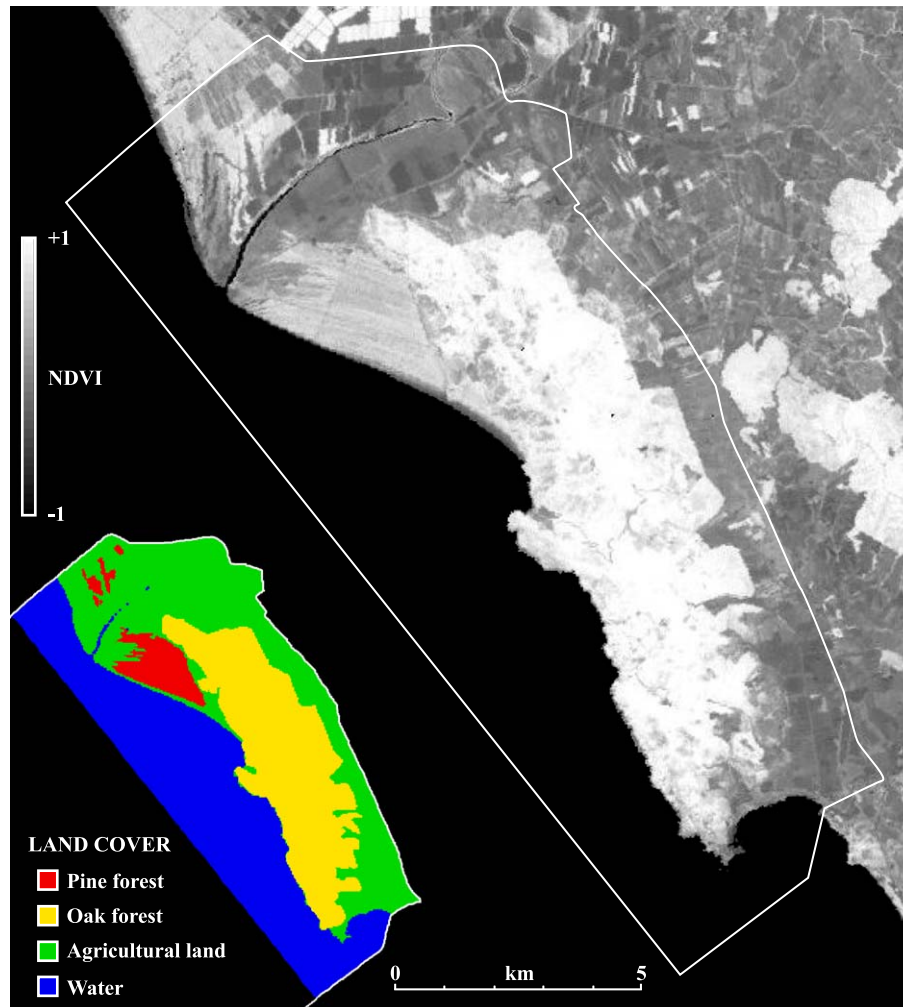 +1
NDVI
-1
LAND COVER
Pine forest
Oak forest
Agricultural land
Water
0 km 5